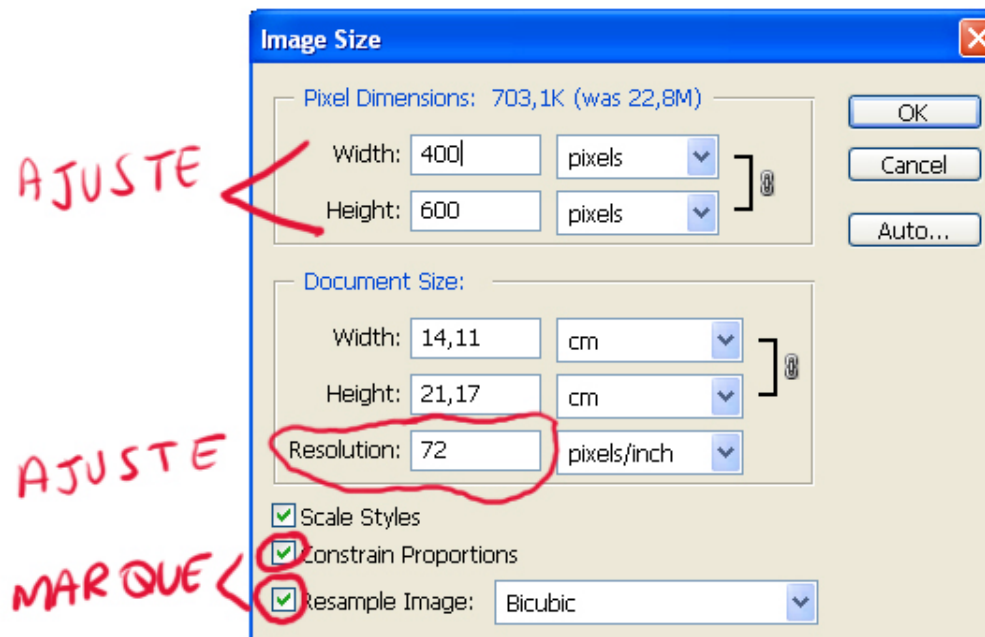 Image Size
Pixel Dimensions: 703,1K (was 22,8M)
OK
AJUSTE
Width: 400 pixels
Cancel
Height: 600 pixels
Auto...
Document Size:
Width: 14,11 cm
Height: 21,17 cm
AJUSTE
Resolution: 72 pixels/inch
Scale Styles
MARQUE
Constrain Proportions
Resample Image: Bicubic